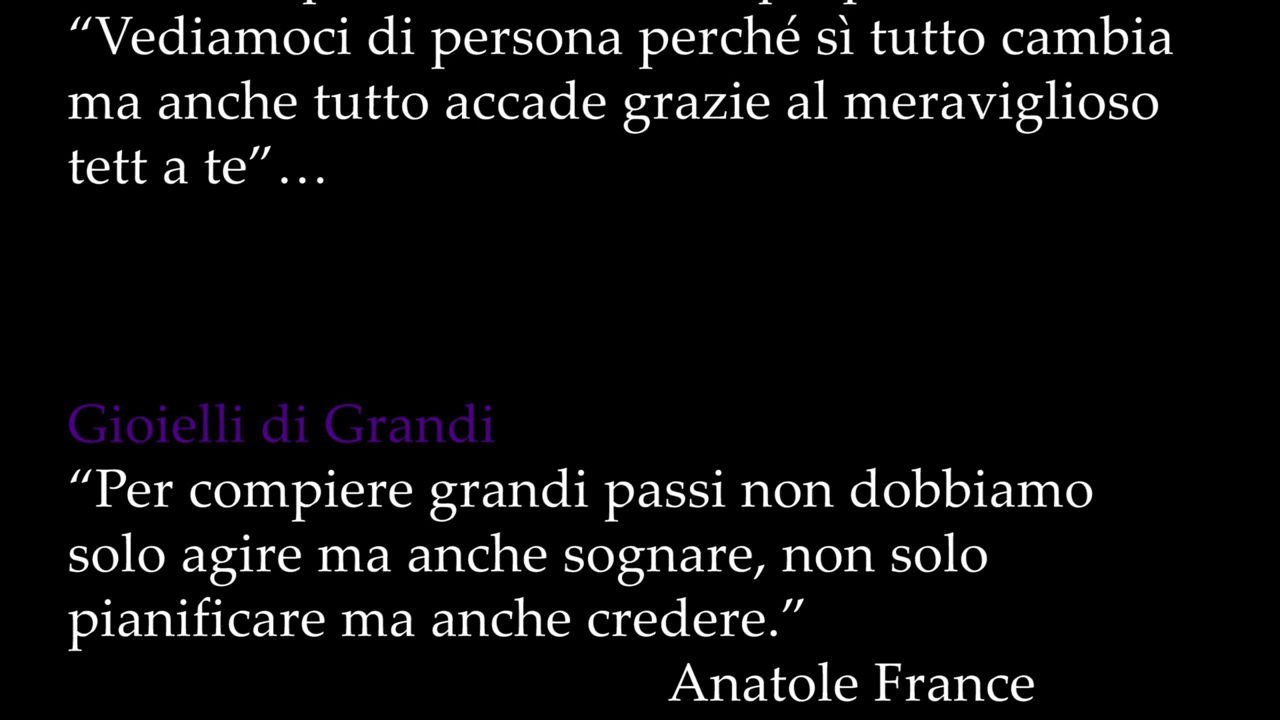 “Vediamoci di persona perché sì tutto cambia
ma anche tutto accade grazie al meraviglioso
tett a te”…
Gioielli di Grandi
“Per compiere grandi passi non dobbiamo
solo agire ma anche sognare, non solo
pianificare ma anche credere.”
Anatole France